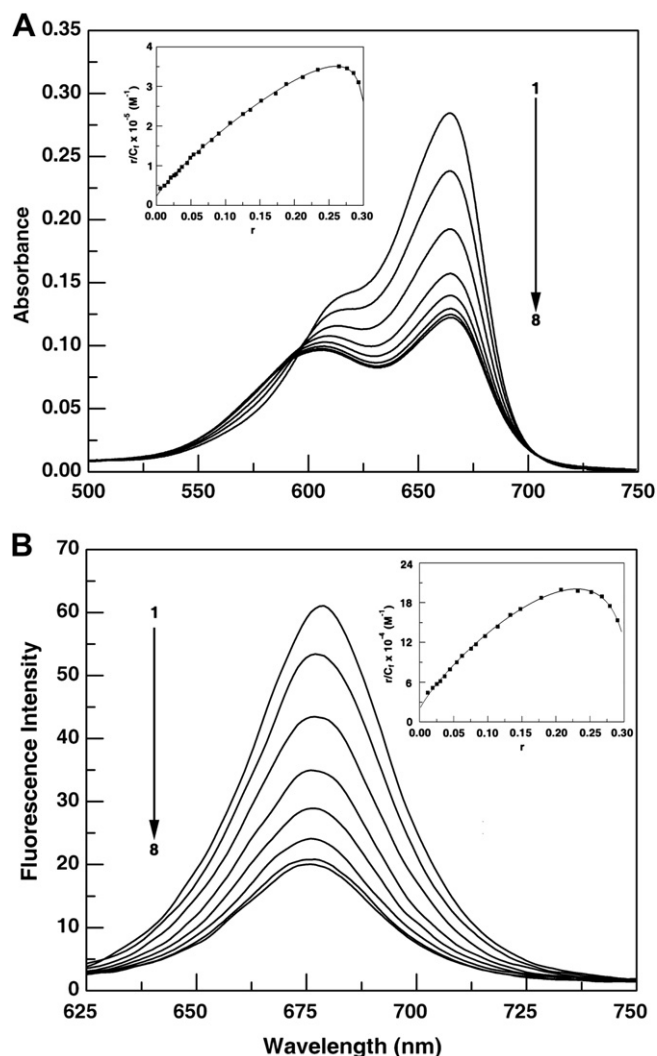 A
0.35
0.30
0.25
0.20
0.15
0.10
0.05
0.00
Absorbance
500 550 600 650 700 750
1
8
4
3
2
1
0
r/Cf x 10-5 (M-1)
0.00 0.05 0.10 0.15 0.20 0.25 0.30
r
B
70
60
50
40
30
20
10
0
Fluorescence Intensity
625 650 675 700 725 750
Wavelength (nm)
1
8
24
18
12
6
0
r/Cf x 10-4 (M-1)
0.00 0.05 0.10 0.15 0.20 0.25 0.30
r